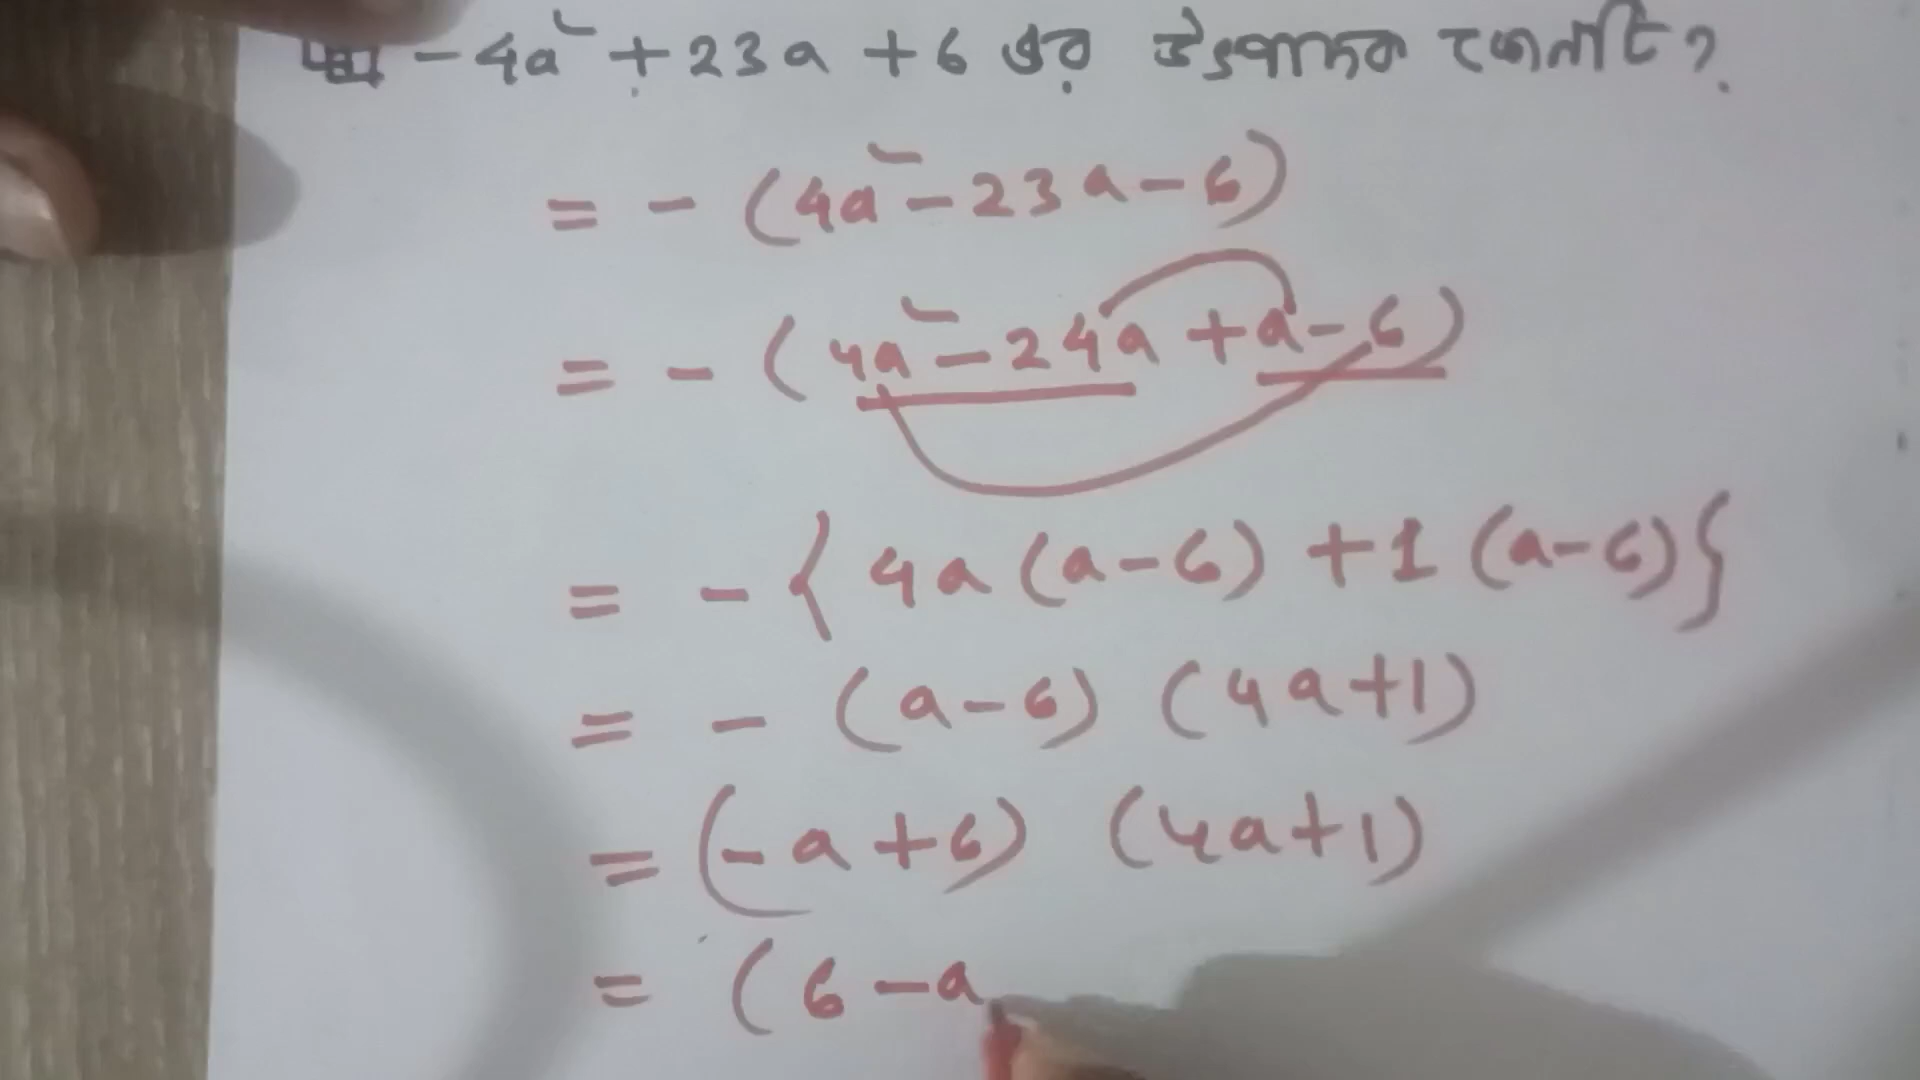 -4a² + 23a + 6 এর উৎপাদক কোনটি?
= - (4a² - 23a - 6)
= - (4a² - 24a + a - 6)
= - { 4a (a - 6) + 1 (a - 6) }
= - (a - 6) (4a + 1)
= (-a + 6) (4a + 1)
= (6 - a